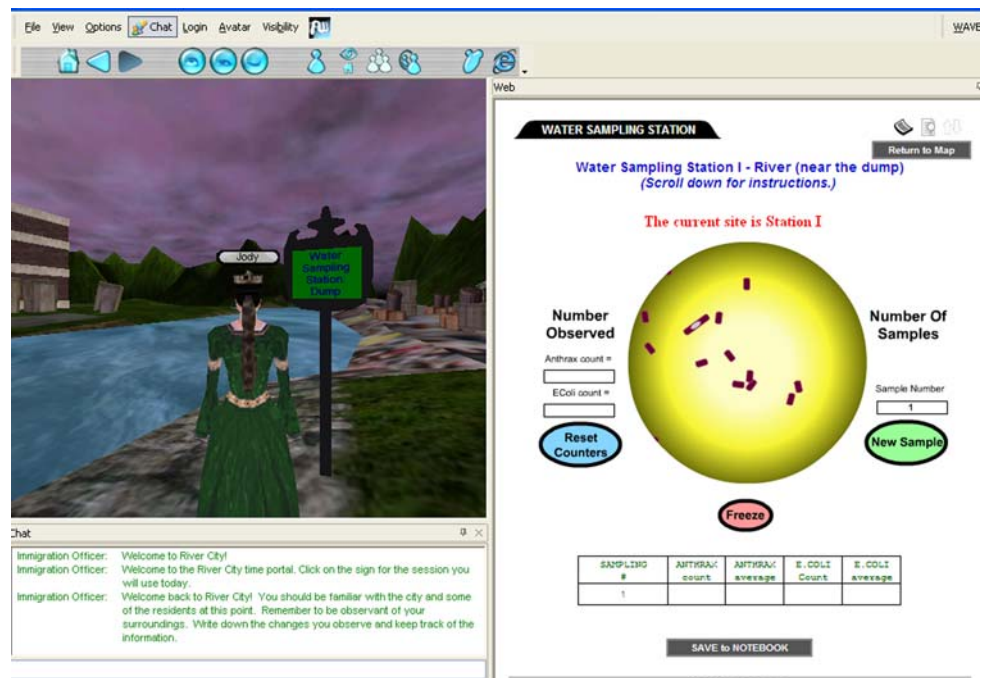 File View Options Chat Login Avatar Visibility
WAVE
Web
WATER SAMPLING STATION
Return to Map
Water Sampling Station I - River (near the dump)
(Scroll down for instructions.)
The current site is Station I
Jody
Water
Sampling
Station:
Dump
Number
Observed
Anthrax count =
EColi count =
Reset
Counters
Number Of
Samples
Sample Number
1
New Sample
Freeze
SAMPLING ANTHRAX ANTHRAX E.COLI E.COLI
# count average Count average
1
SAVE to NOTEBOOK
Chat
Immigration Officer: Welcome to River City!
Immigration Officer: Welcome to the River City time portal. Click on the sign for the session you
will use today.
Immigration Officer: Welcome back to River City! You should be familiar with the city and some
of the residents at this point. Remember to be observant of your
surroundings. Write down the changes you observe and keep track of the
information.